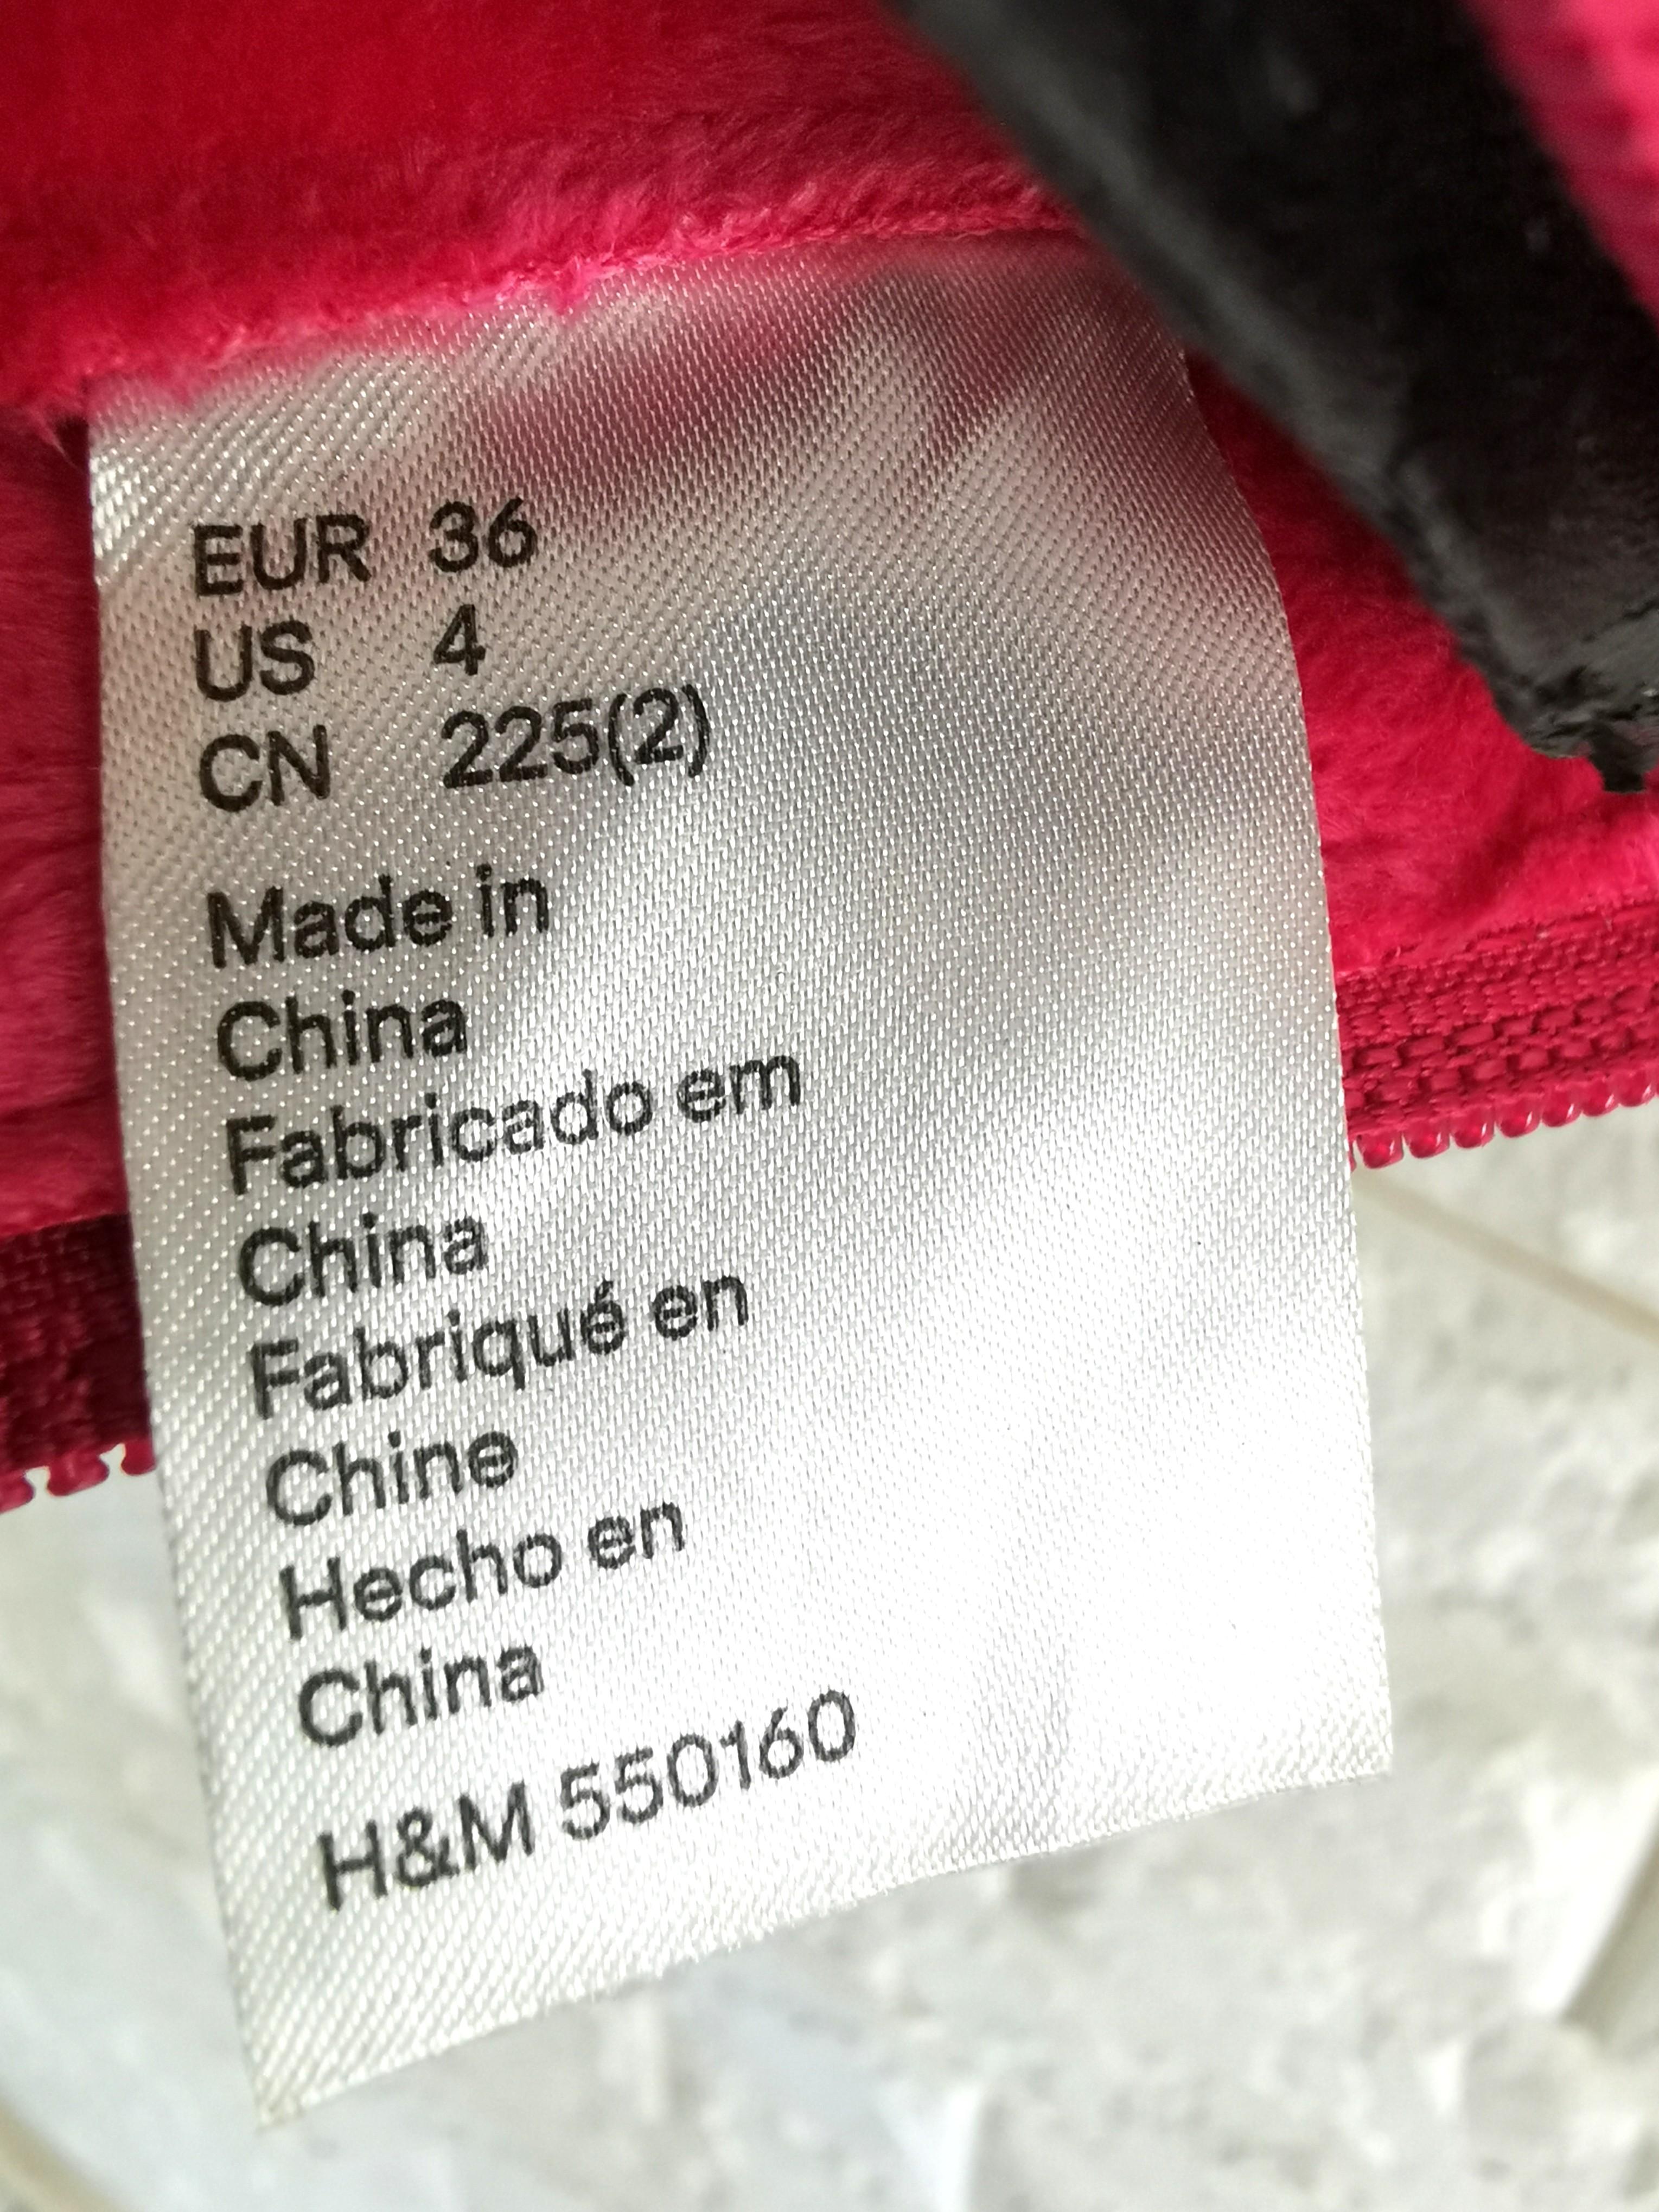 EUR 36
US 4
CN 225(2)
Made in
China
Fabricado em
China
Fabriqué en
Chine
Hecho en
China
H&M 550160